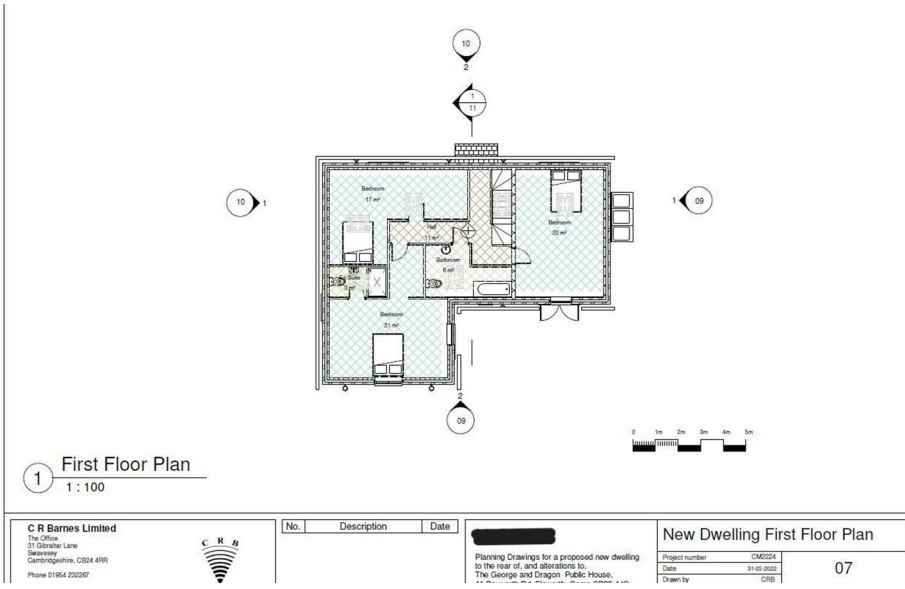 10
2
1
11
10
1
1
09
Bedroom
17 m²
Hall
11 m²
Bedroom
20 m²
Bathroom
6 m²
Suite
3 m²
Bedroom
21 m²
2
09
0 1m 2m 3m 4m 5m
1
First Floor Plan
1 : 100
C R Barnes Limited
The Office
31 Gibraltar Lane
Swavesey
Cambridgeshire, CB24 4RR
Phone 01954 232267
C R B
No. Description Date
Planning Drawings for a proposed new dwelling
to the rear of, and alterations to,
The George and Dragon Public House,
New Dwelling First Floor Plan
Project number CM2224
Date 31-03-2022
Drawn by CRB
07